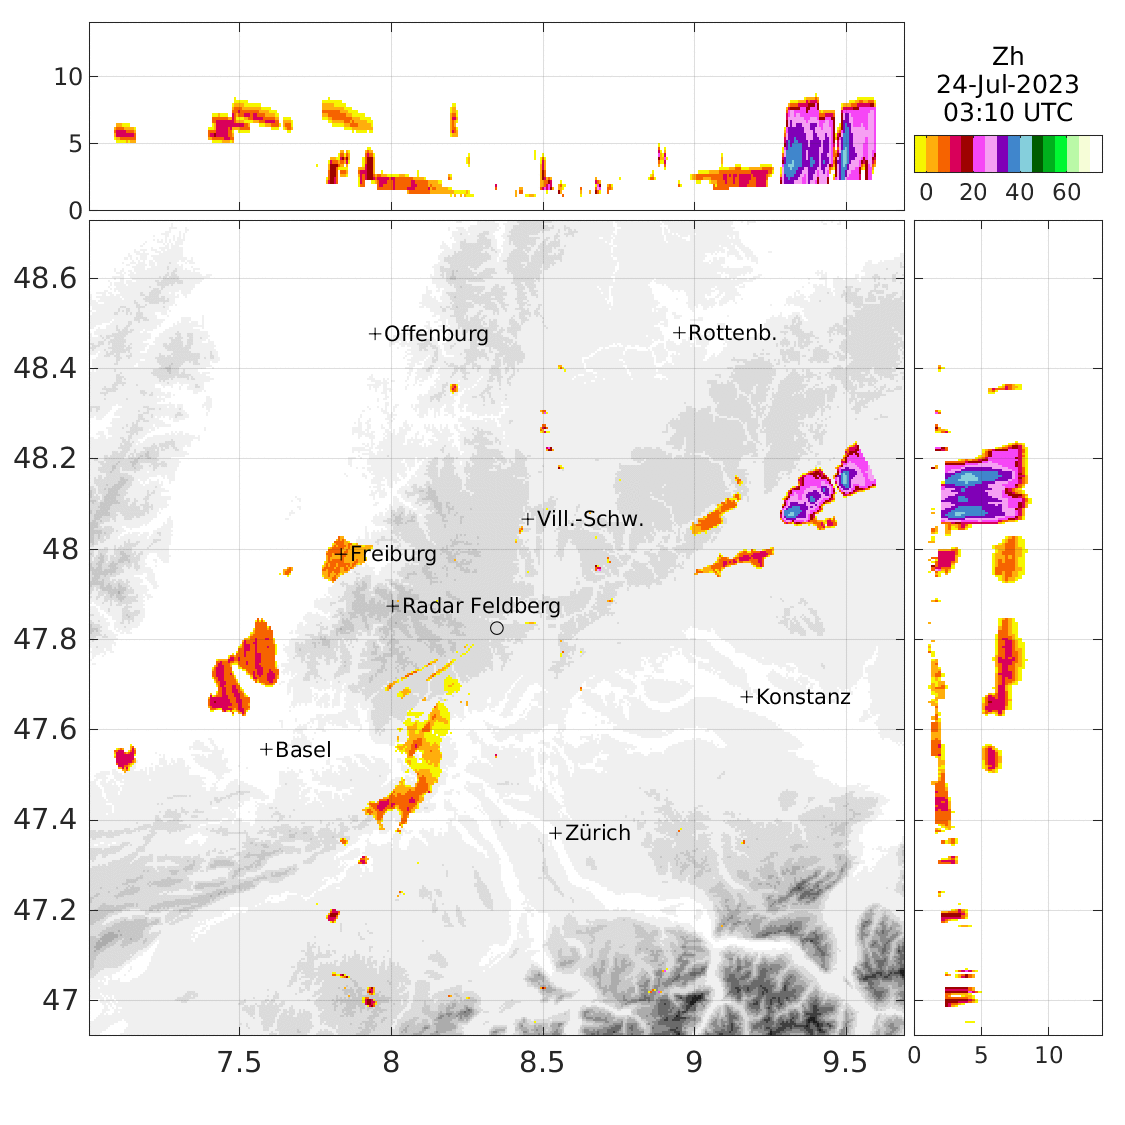 10
5
0
Zh
24-Jul-2023
03:10 UTC
0 20 40 60
48.6
48.4
48.2
48
47.8
47.6
47.4
47.2
47
+Offenburg
+Rottenb.
+Vill.-Schw.
+Freiburg
+Radar Feldberg
+Konstanz
+Basel
+Zürich
7.5 8 8.5 9 9.5
0 5 10